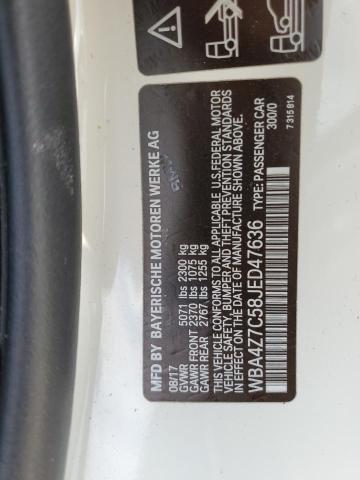 MFD BY BAYERISCHE MOTOREN WERKE AG
08/17
GVWR 5071 lbs 2300 kg
GAWR FRONT 2370 lbs 1075 kg
GAWR REAR 2767 lbs 1255 kg
THIS VEHICLE CONFORMS TO ALL APPLICABLE U.S. FEDERAL MOTOR
VEHICLE SAFETY, BUMPER, AND THEFT PREVENTION STANDARDS
IN EFFECT ON THE DATE OF MANUFACTURE SHOWN ABOVE.
WBA4Z7C58JED47636 TYPE: PASSENGER CAR
300/0
7 315 814